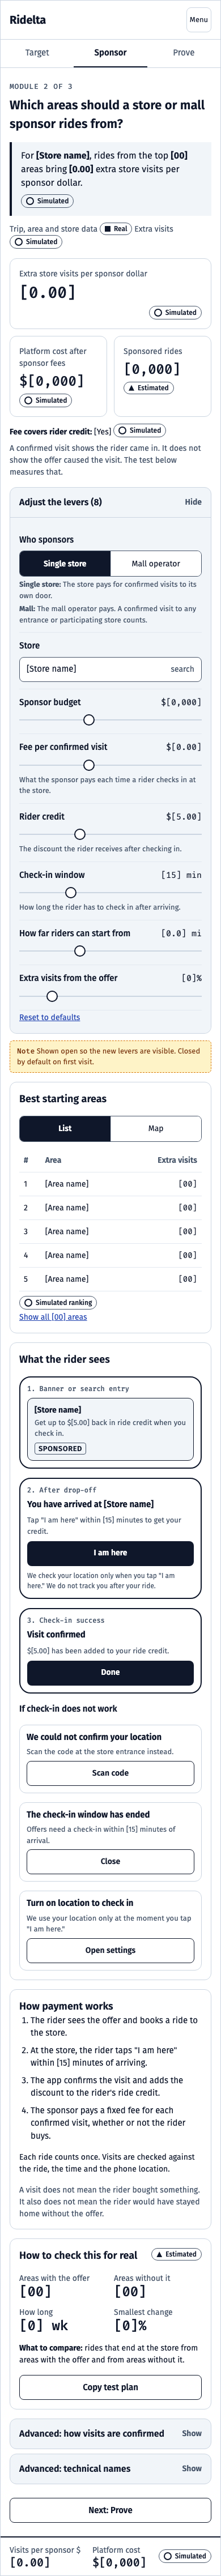 Ridelta
Menu
Target
Sponsor
Prove
MODULE 2 OF 3
Which areas should a store or mall
sponsor rides from?
For [Store name], rides from the top [00]
areas bring [0.00] extra store visits per
sponsor dollar.
Simulated
Trip, area and store data Real Extra visits
Simulated
Extra store visits per sponsor dollar
[0.00]
Simulated
Platform cost after
sponsor fees
$[0,000]
Simulated
Sponsored rides
[0,000]
Estimated
Fee covers rider credit: [Yes] Simulated
A confirmed visit shows the rider came in. It does not
show the offer caused the visit. The test below
measures that.
Adjust the levers (8)
Hide
Who sponsors
Single store
Mall operator
Single store: The store pays for confirmed visits to its
own door.
Mall: The mall operator pays. A confirmed visit to any
entrance or participating store counts.
Store
[Store name]
search
Sponsor budget
$[0,000]
Fee per confirmed visit
$[0.00]
What the sponsor pays each time a rider checks in at
the store.
Rider credit
$[5.00]
The discount the rider receives after checking in.
Check-in window
[15] min
How long the rider has to check in after arriving.
How far riders can start from
[0.0] mi
Extra visits from the offer
[0]%
Reset to defaults
Note Shown open so the new levers are visible. Closed
by default on first visit.
Best starting areas
List
Map
# Area Extra visits
1 [Area name] [00]
2 [Area name] [00]
3 [Area name] [00]
4 [Area name] [00]
5 [Area name] [00]
Simulated ranking
Show all [00] areas
What the rider sees
1. Banner or search entry
[Store name]
Get up to $[5.00] back in ride credit when you
check in.
SPONSORED
2. After drop-off
You have arrived at [Store name]
Tap "I am here" within [15] minutes to get your
credit.
I am here
We check your location only when you tap "I am
here." We do not track you after your ride.
3. Check-in success
Visit confirmed
$[5.00] has been added to your ride credit.
Done
If check-in does not work
We could not confirm your location
Scan the code at the store entrance instead.
Scan code
The check-in window has ended
Offers need a check-in within [15] minutes of
arrival.
Close
Turn on location to check in
We use your location only at the moment you tap
"I am here."
Open settings
How payment works
1. The rider sees the offer and books a ride to
the store.
2. At the store, the rider taps "I am here"
within [15] minutes of arriving.
3. The app confirms the visit and adds the
discount to the rider's ride credit.
4. The sponsor pays a fixed fee for each
confirmed visit, whether or not the rider
buys.
Each ride counts once. Visits are checked against
the ride, the time and the phone location.
A visit does not mean the rider bought something.
It also does not mean the rider would have stayed
home without the offer.
How to check this for real
Estimated
Areas with the offer
[00]
Areas without it
[00]
How long
[0] wk
Smallest change
[0]%
What to compare: rides that end at the store from
areas with the offer and from areas without it.
Copy test plan
Advanced: how visits are confirmed
Show
Advanced: technical names
Show
Next: Prove
Visits per sponsor $
[0.00]
Platform cost
$[0,000]
Simulated